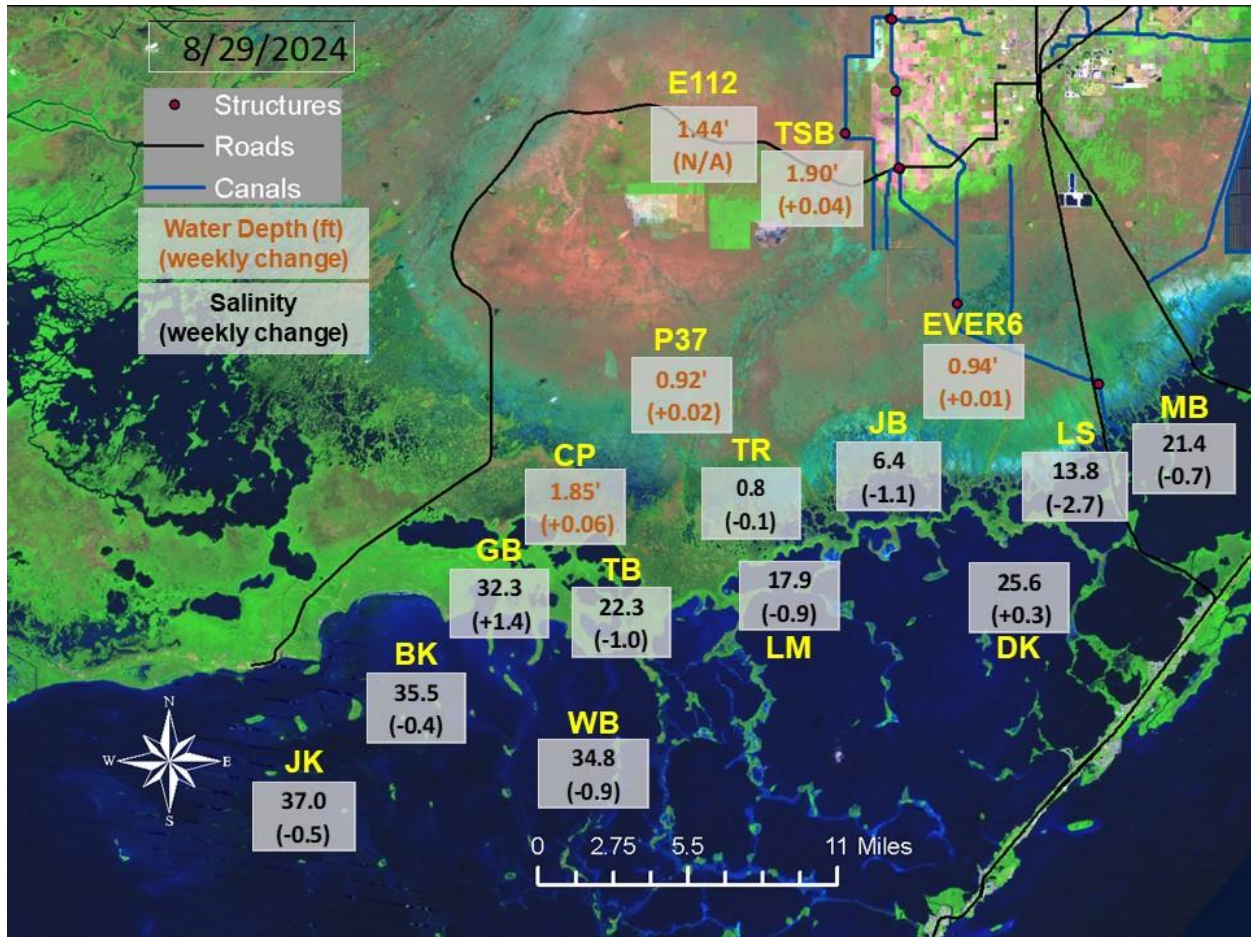 8/29/2024
Structures
Roads
Canals
Water Depth (ft)
(weekly change)
Salinity
(weekly change)
E112
1.44'
(N/A)
TSB
1.90'
(+0.04)
P37
0.92'
(+0.02)
EVER6
0.94'
(+0.01)
MB
21.4
(-0.7)
LS
13.8
(-2.7)
JB
6.4
(-1.1)
TR
0.8
(-0.1)
CP
1.85'
(+0.06)
GB
32.3
(+1.4)
TB
22.3
(-1.0)
17.9
(-0.9)
LM
25.6
(+0.3)
DK
BK
35.5
(-0.4)
WB
34.8
(-0.9)
JK
37.0
(-0.5)
N
W
E
S
0 2.75 5.5 11 Miles